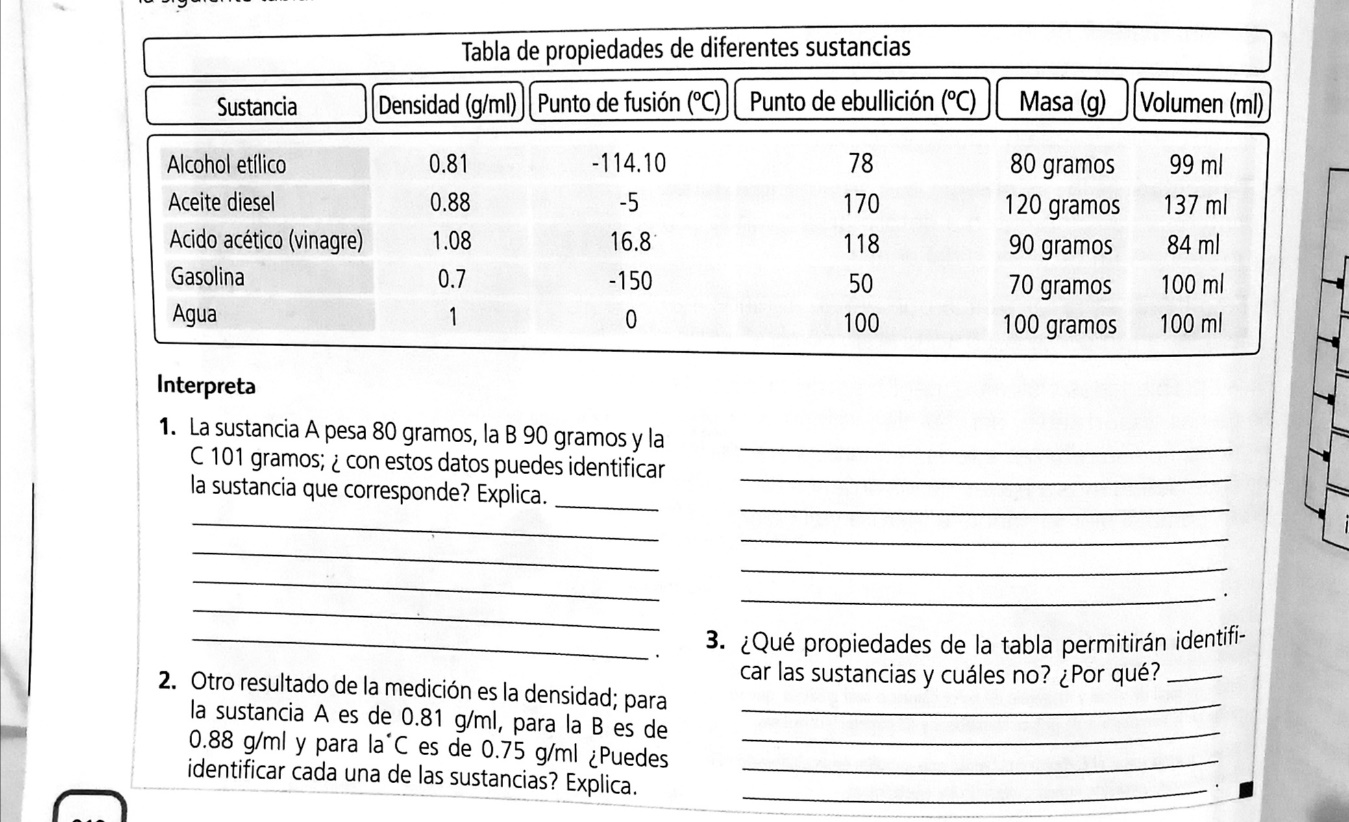 Tabla de propiedades de diferentes sustancias
Sustancia Densidad (g/ml) Punto de fusión (ºC) Punto de ebullición (ºC) Masa (g) Volumen (ml)
Alcohol etílico 0.81 -114.10 78 80 gramos 99 ml
Aceite diesel 0.88 -5 170 120 gramos 137 ml
Acido acético (vinagre) 1.08 16.8 118 90 gramos 84 ml
Gasolina 0.7 -150 50 70 gramos 100 ml
Agua 1 0 100 100 gramos 100 ml
Interpreta
1. La sustancia A pesa 80 gramos, la B 90 gramos y la
C 101 gramos; ¿ con estos datos puedes identificar
la sustancia que corresponde? Explica.
2. Otro resultado de la medición es la densidad; para
la sustancia A es de 0.81 g/ml, para la B es de
0.88 g/ml y para la C es de 0.75 g/ml ¿Puedes
identificar cada una de las sustancias? Explica.
3. ¿Qué propiedades de la tabla permitirán identifi-
car las sustancias y cuáles no? ¿Por qué?